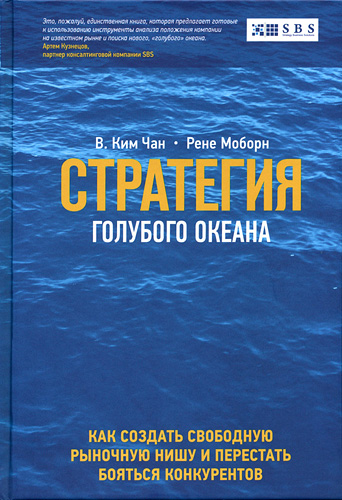 Это, пожалуй, единственная книга, которая предлагает готовые
к использованию инструменты анализа положения компании
на известном рынке и поиска нового, «голубого» океана.
Артем Кузнецов,
партнер консалтинговой компании SBS
SBS
В. Ким Чан • Рене Моборн
СТРАТЕГИЯ
ГОЛУБОГО ОКЕАНА
КАК СОЗДАТЬ СВОБОДНУЮ
РЫНОЧНУЮ НИШУ И ПЕРЕСТАТЬ
БОЯТЬСЯ КОНКУРЕНТОВ